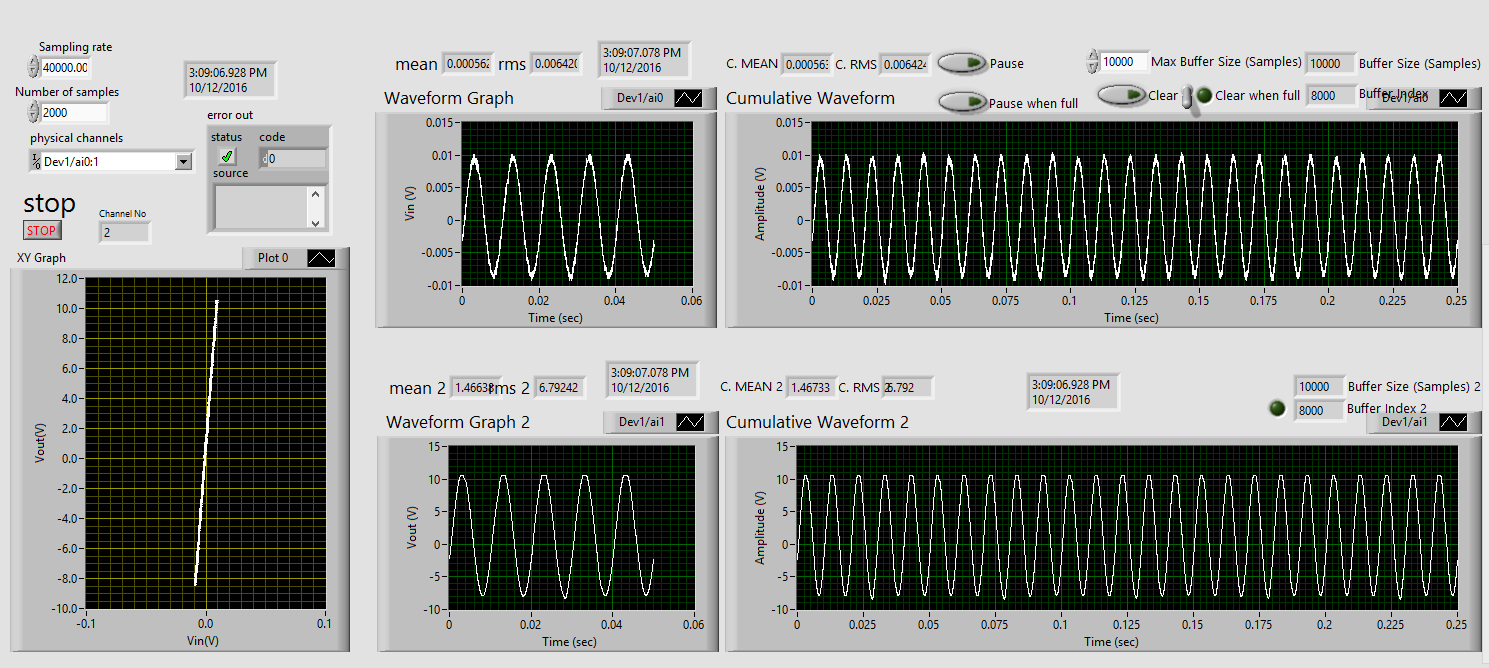 Sampling rate
40000.00
Number of samples
2000
physical channels
Dev1/ai0:1
stop
STOP
Channel No
2
3:09:06.928 PM
10/12/2016
error out
status code
0
source
XY Graph
Plot 0
12.0
10.0
8.0
6.0
4.0
2.0
0.0
-2.0
-4.0
-6.0
-8.0
-10.0
Vout(V)
-0.1 0.0 0.1
Vin(V)
mean 0.000562 rms 0.00642
3:09:07.078 PM
10/12/2016
Waveform Graph
Dev1/ai0
0.015
0.01
0.005
0
-0.005
-0.01
Vin (V)
0 0.02 0.04 0.06
Time (sec)
C. MEAN 0.00056 C. RMS 0.006424
Pause
Pause when full
10000 Max Buffer Size (Samples)
10000 Buffer Size (Samples)
Clear
Clear when full
8000 Buffer Index
Cumulative Waveform
Dev1/ai0
0.015
0.01
0.005
0
-0.005
-0.01
Amplitude (V)
0 0.025 0.05 0.075 0.1 0.125 0.15 0.175 0.2 0.225 0.25
Time (sec)
mean 2 1.46638 rms 2 6.79242
3:09:07.078 PM
10/12/2016
Waveform Graph 2
Dev1/ai1
15
10
5
0
-5
-10
Vout (V)
0 0.02 0.04 0.06
Time (sec)
C. MEAN 2 1.46733 C. RMS 2 6.792
3:09:06.928 PM
10/12/2016
10000 Buffer Size (Samples) 2
8000 Buffer Index 2
Cumulative Waveform 2
Dev1/ai1
15
10
5
0
-5
-10
Amplitude (V)
0 0.025 0.05 0.075 0.1 0.125 0.15 0.175 0.2 0.225 0.25
Time (sec)